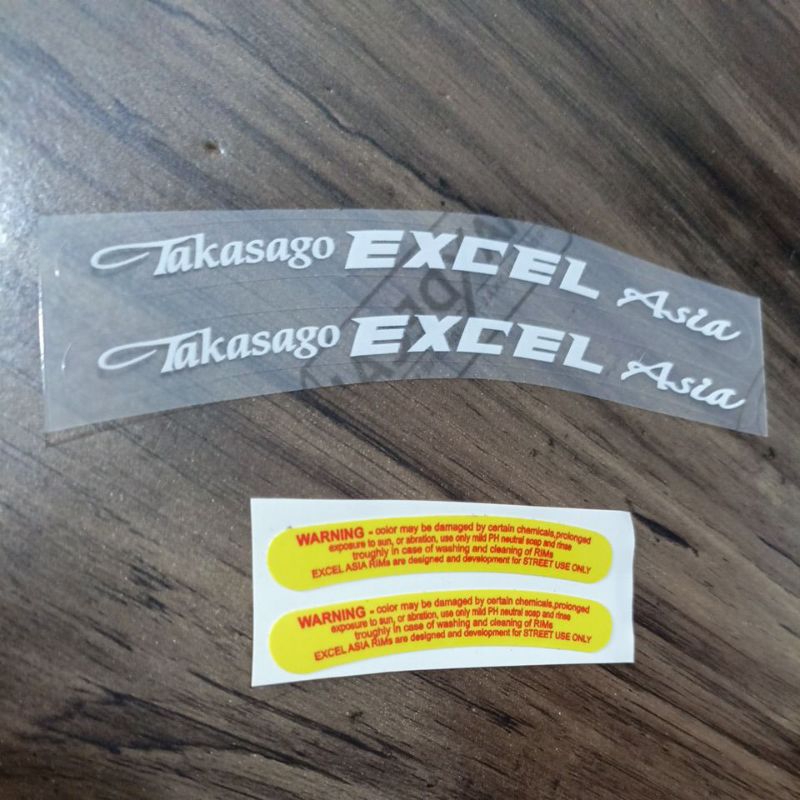 Takasago EXCEL Asia
Takasago EXCEL Asia
WARNING - color may be damaged by certain chemicals,prolonged
exposure to sun, or abration, use only mild PH neutral soap and rinse
troughly in case of washing and cleaning of RIMs
EXCEL ASIA RIMs are designed and development for STREET USE ONLY
WARNING - color may be damaged by certain chemicals,prolonged
exposure to sun, or abration, use only mild PH neutral soap and rinse
troughly in case of washing and cleaning of RIMs
EXCEL ASIA RIMs are designed and development for STREET USE ONLY